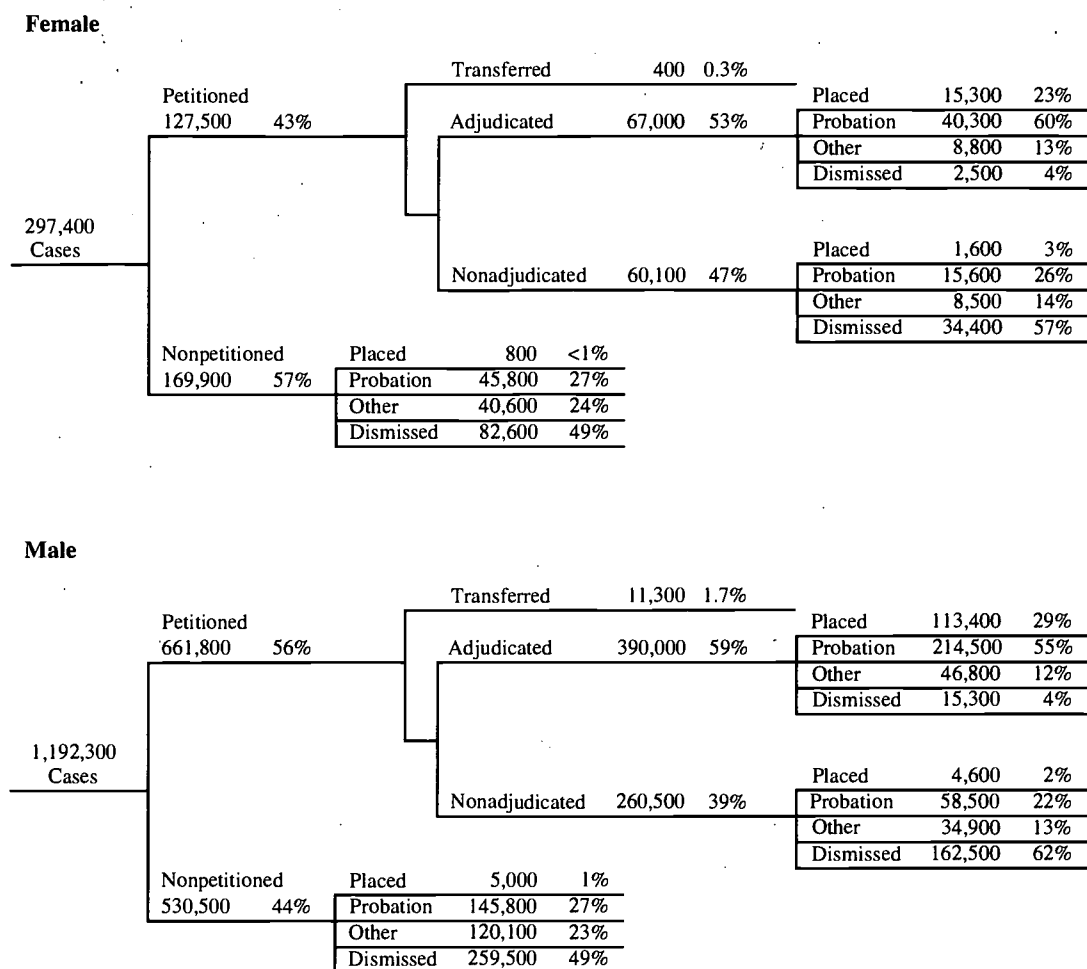 Female
Transferred 400 0.3%
Petitioned
127,500 43%
Adjudicated 67,000 53%
Placed 15,300 23%
Probation 40,300 60%
Other 8,800 13%
Dismissed 2,500 4%
297,400
Cases
Nonadjudicated 60,100 47%
Placed 1,600 3%
Probation 15,600 26%
Other 8,500 14%
Dismissed 34,400 57%
Nonpetitioned
169,900 57%
Placed 800 <1%
Probation 45,800 27%
Other 40,600 24%
Dismissed 82,600 49%
Male
Transferred 11,300 1.7%
Petitioned
661,800 56%
Adjudicated 390,000 59%
Placed 113,400 29%
Probation 214,500 55%
Other 46,800 12%
Dismissed 15,300 4%
1,192,300
Cases
Nonadjudicated 260,500 39%
Placed 4,600 2%
Probation 58,500 22%
Other 34,900 13%
Dismissed 162,500 62%
Nonpetitioned
530,500 44%
Placed 5,000 1%
Probation 145,800 27%
Other 120,100 23%
Dismissed 259,500 49%